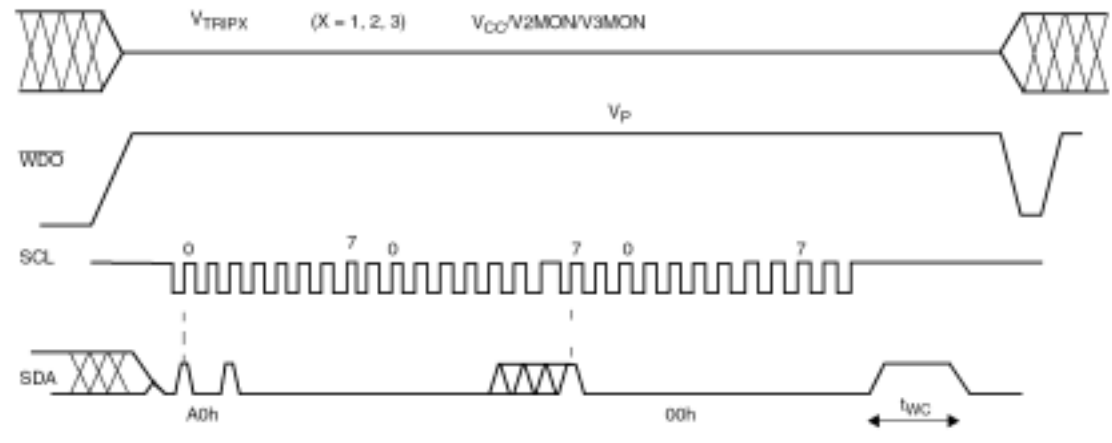 VTRIPX (X = 1, 2, 3) VCC/V2MON/V3MON
VP
WDO
SCL 0 7 0 7 0 7
SDA
A0h 00h tWC